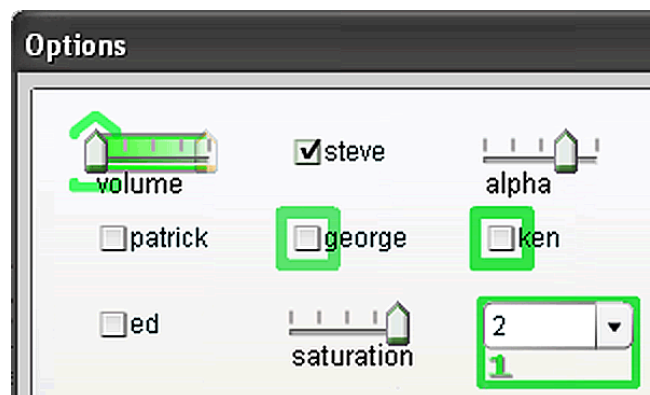 Options
volume
steve
alpha
patrick
george
ken
ed
saturation
2
1